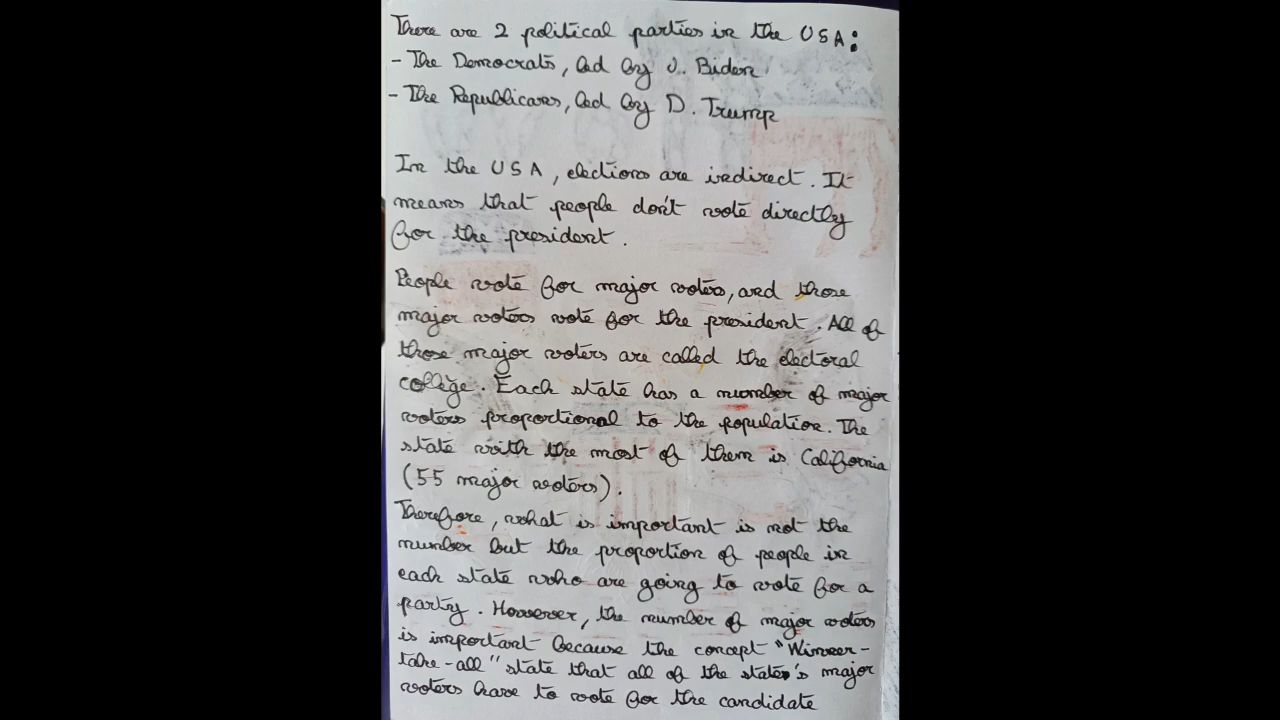 There are 2 political parties in the USA:
- The Democrats, led by J. Biden
- The Republicans, led by D. Trump
In the USA, elections are indirect. It
means that people don't vote directly
for the president.
People vote for major voters, and those
major voters vote for the president. All of
those major voters are called the electoral
college. Each state has a number of major
voters proportional to the population. The
state with the most of them is California
(55 major voters).
Therefore, what is important is not the
number but the proportion of people in
each state who are going to vote for a
party. However, the number of major voters
is important because the concept "Winner-
take-all" state that all of the state's major
voters have to vote for the candidate